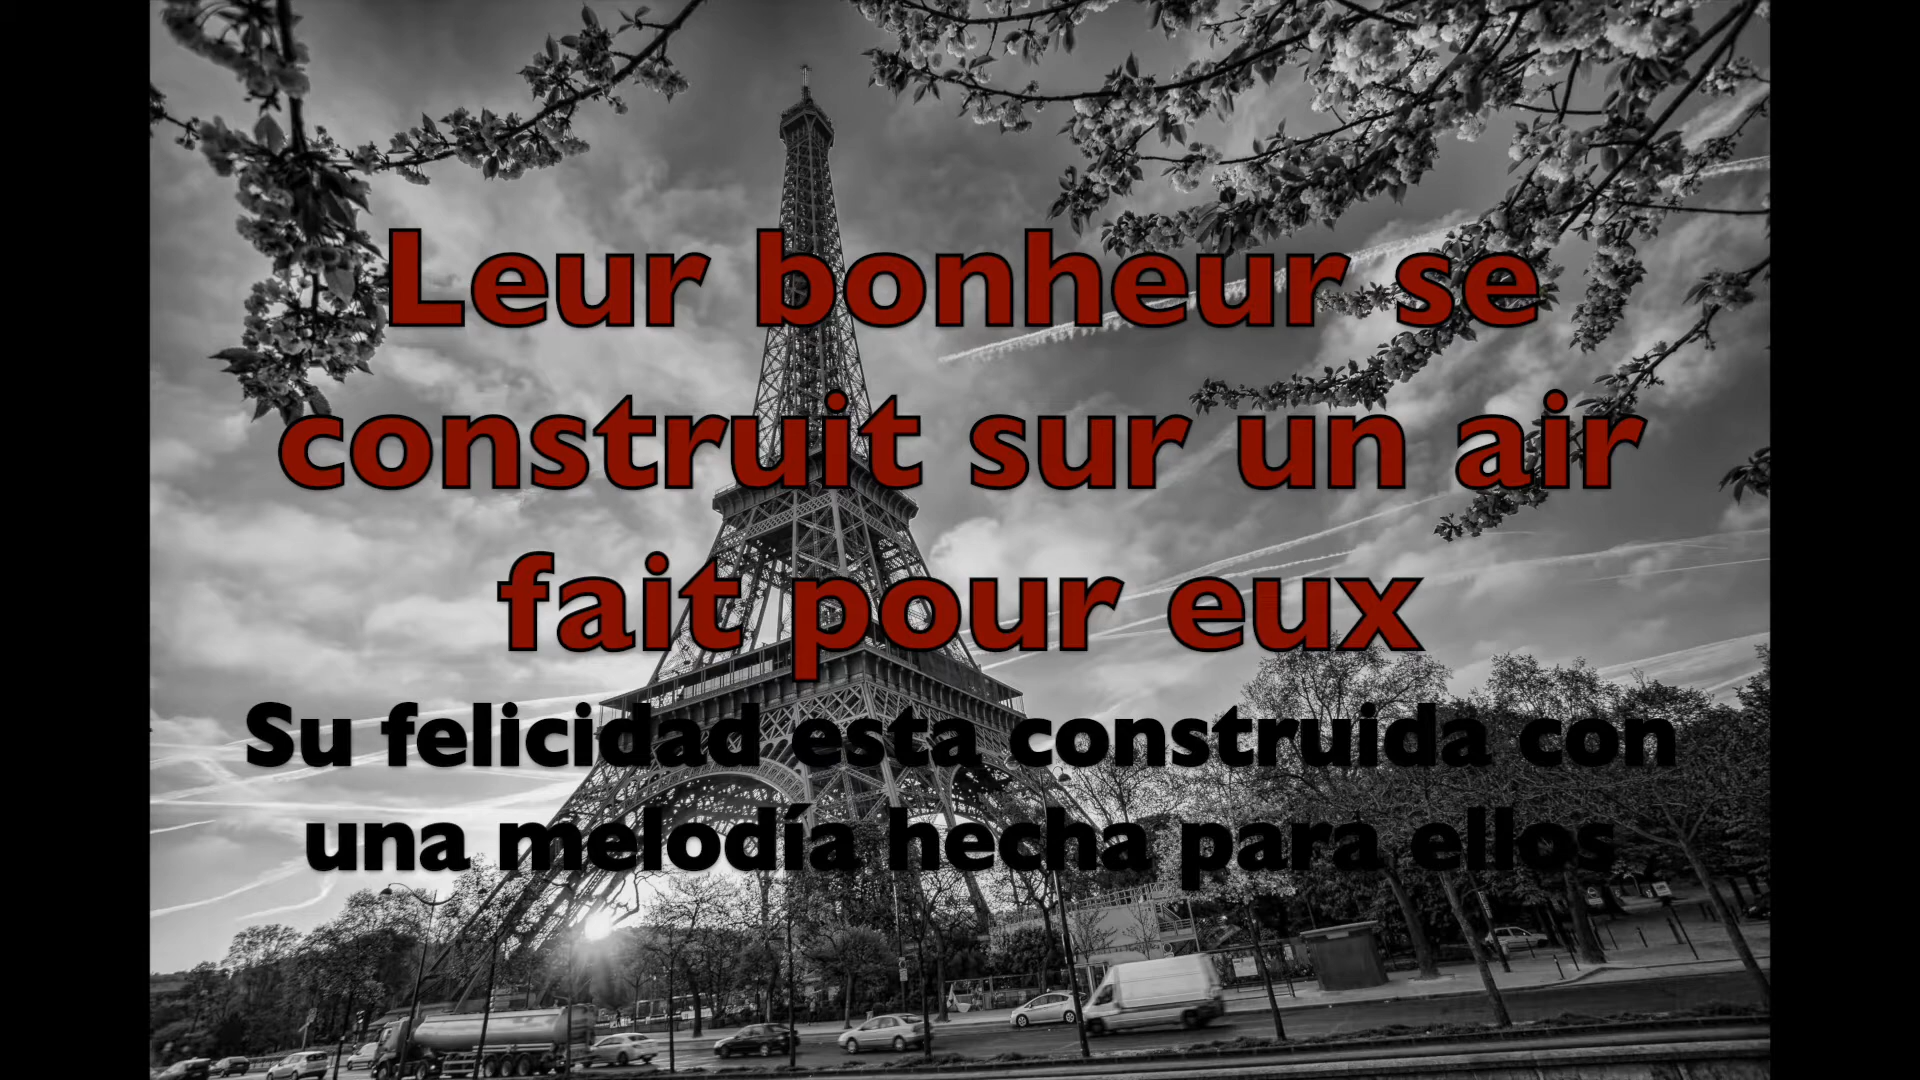 Leur bonheur se
construit sur un air
fait pour eux
Su felicidad esta construida con
una melodía hecha para ellos